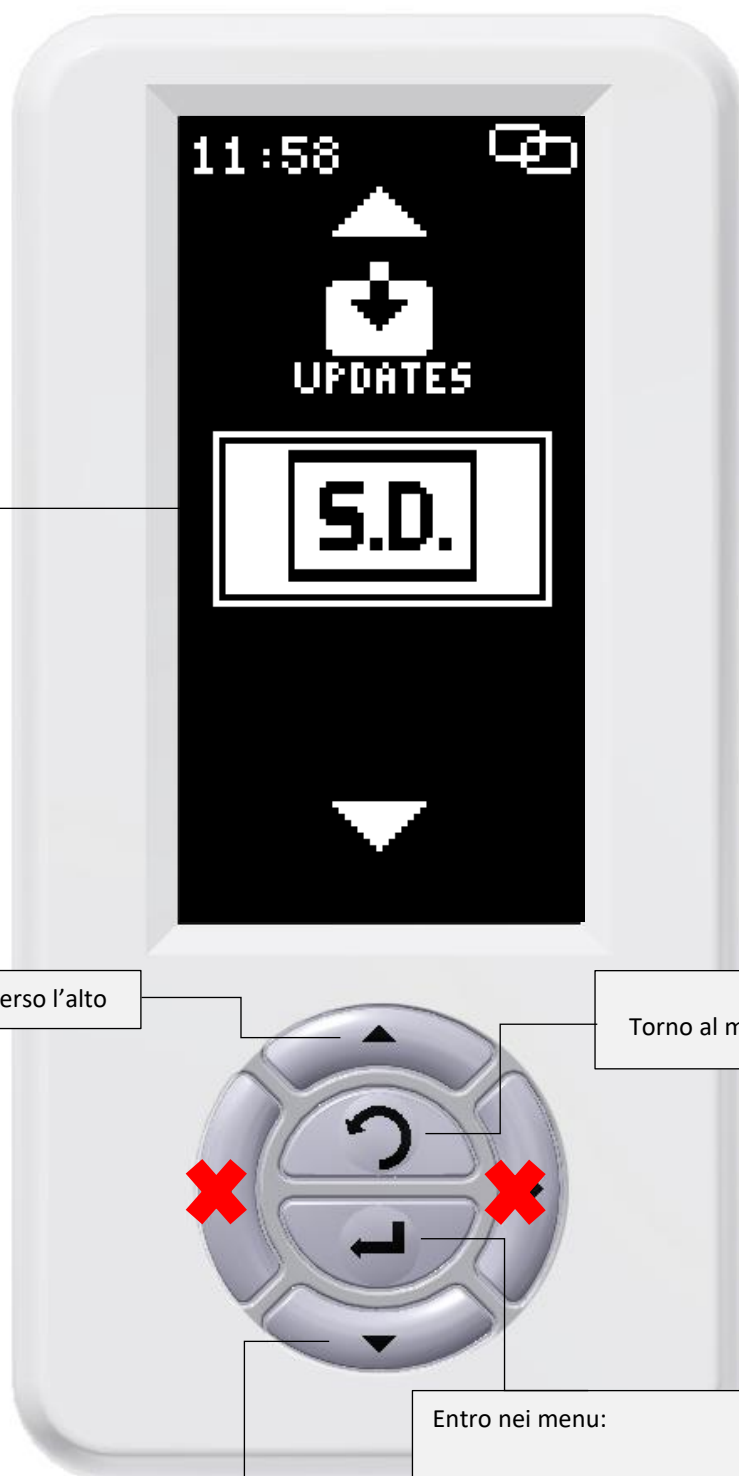 11:58
UPDATES
S.D.
erso l’alto
Torno al m
Entro nei menu: